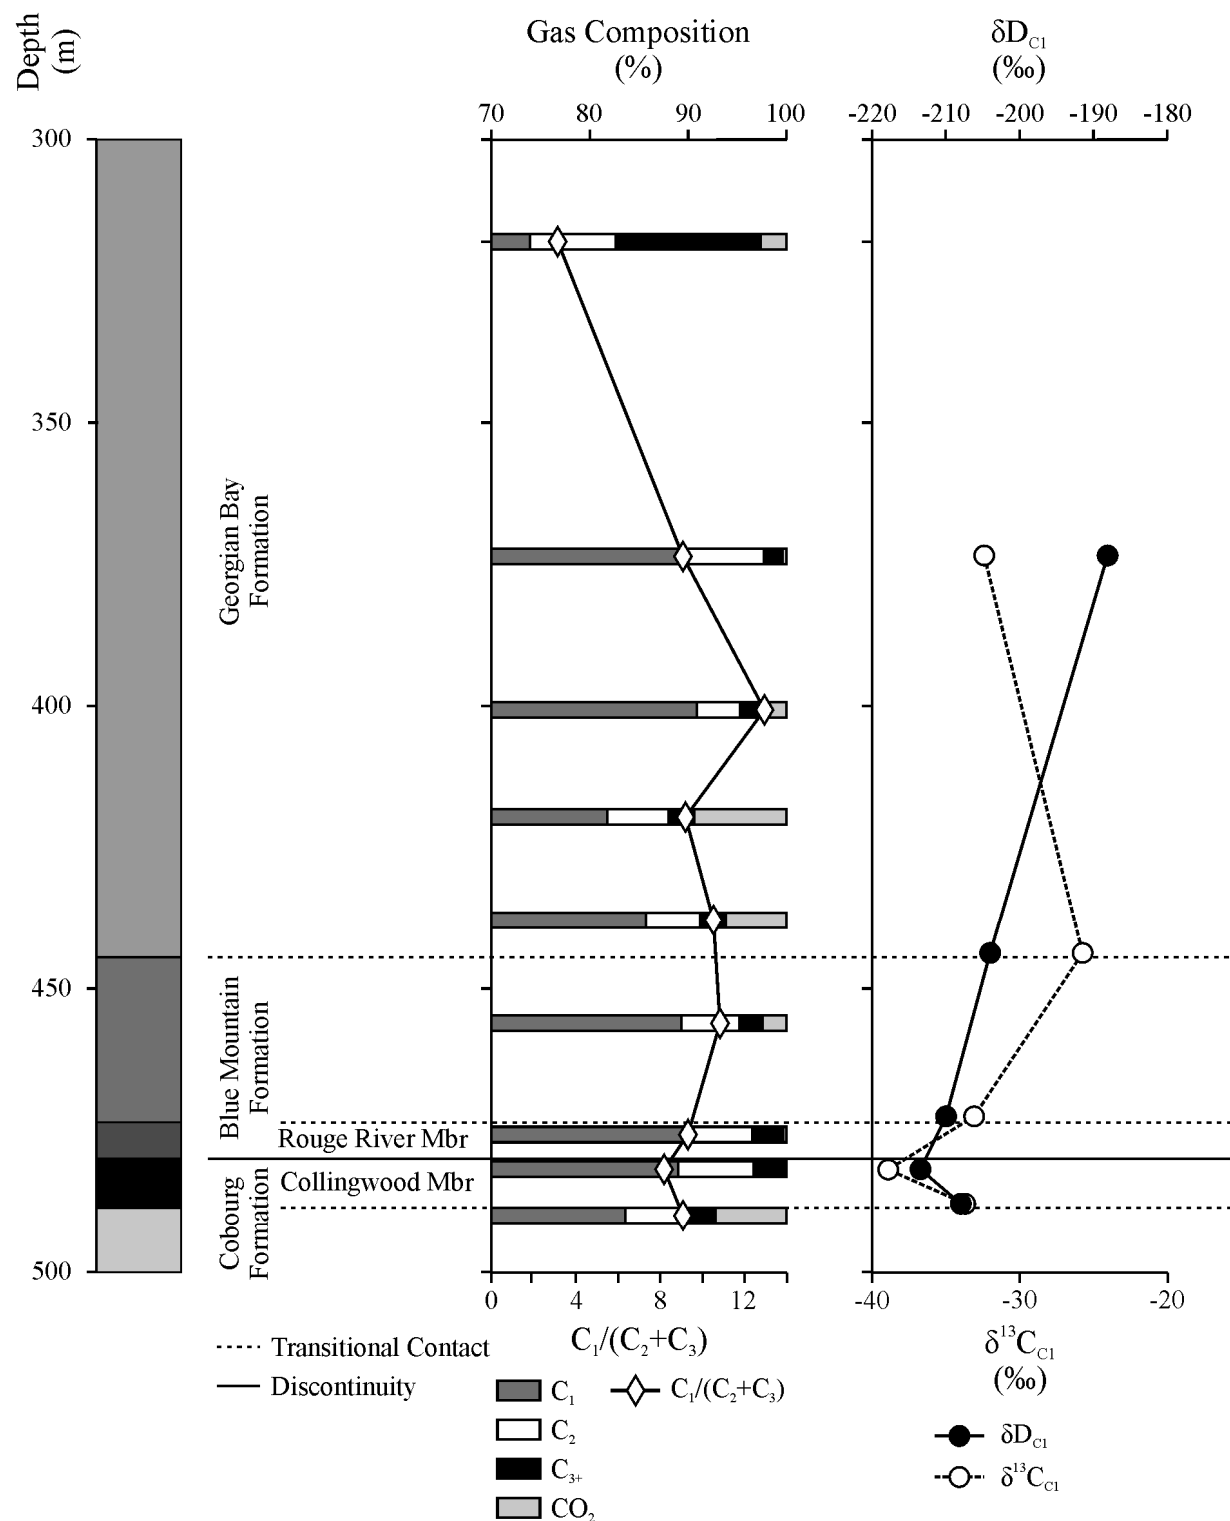 Depth
(m)
Gas Composition
(%)
δD_C1
(‰)
70 80 90 100
-220 -210 -200 -190 -180
300
350
400
450
500
Georgian Bay
Formation
Blue Mountain
Formation
Rouge River Mbr
Collingwood Mbr
Cobourg
Formation
0 4 8 12
-40 -30 -20
C₁/(C₂+C₃)
δ¹³C_C1
(‰)
Transitional Contact
Discontinuity
C₁
C₂
C₃₊
CO₂
C₁/(C₂+C₃)
δD_C1
δ¹³C_C1